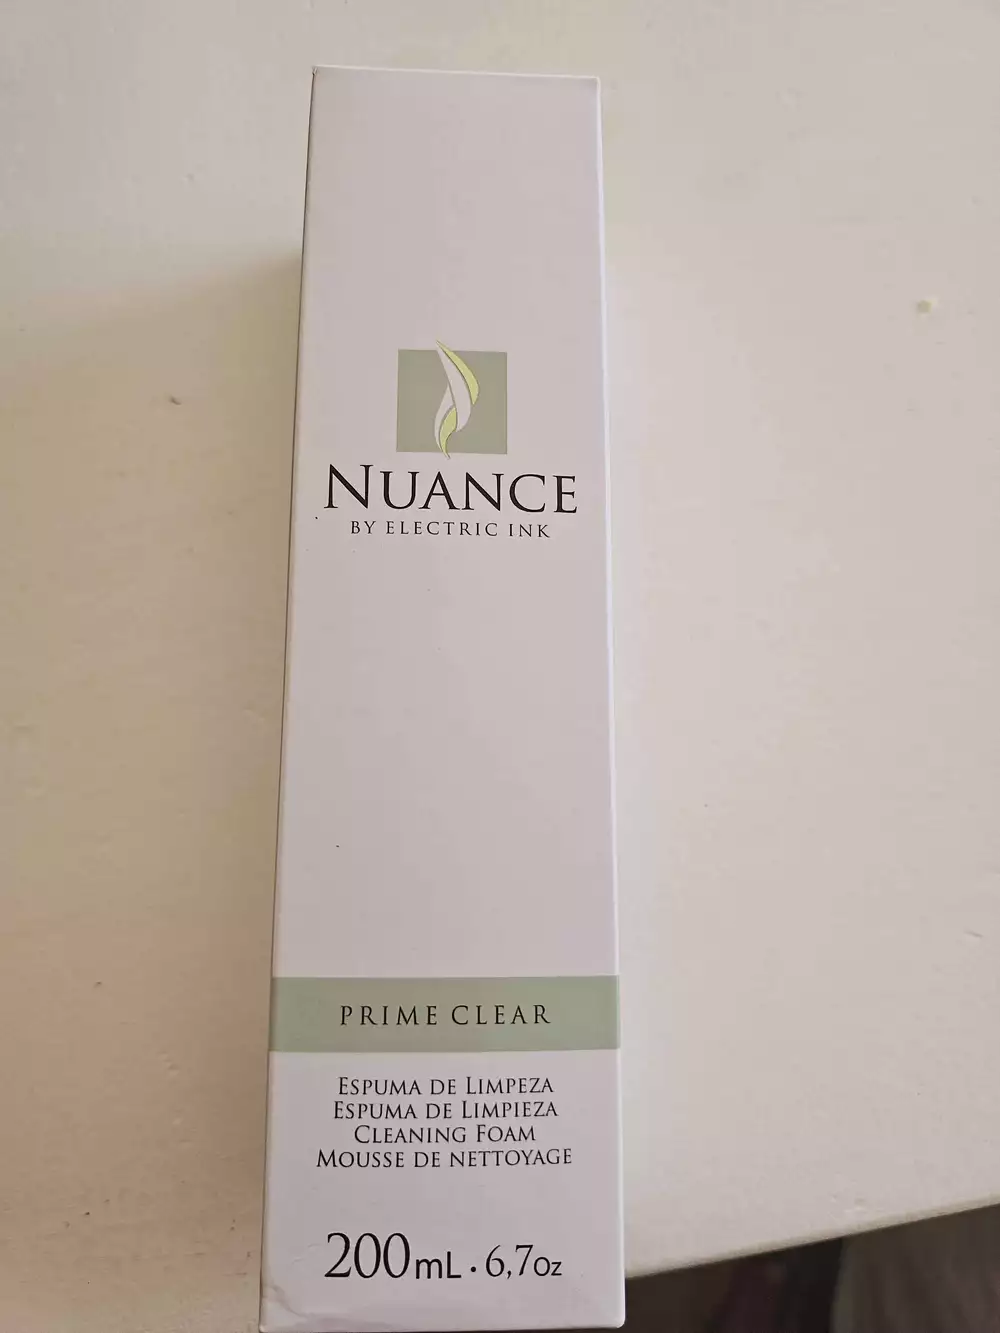 NUANCE
BY ELECTRIC INK
PRIME CLEAR
ESPUMA DE LIMPEZA
ESPUMA DE LIMPIEZA
CLEANING FOAM
MOUSSE DE NETTOYAGE
200mL · 6,7oz